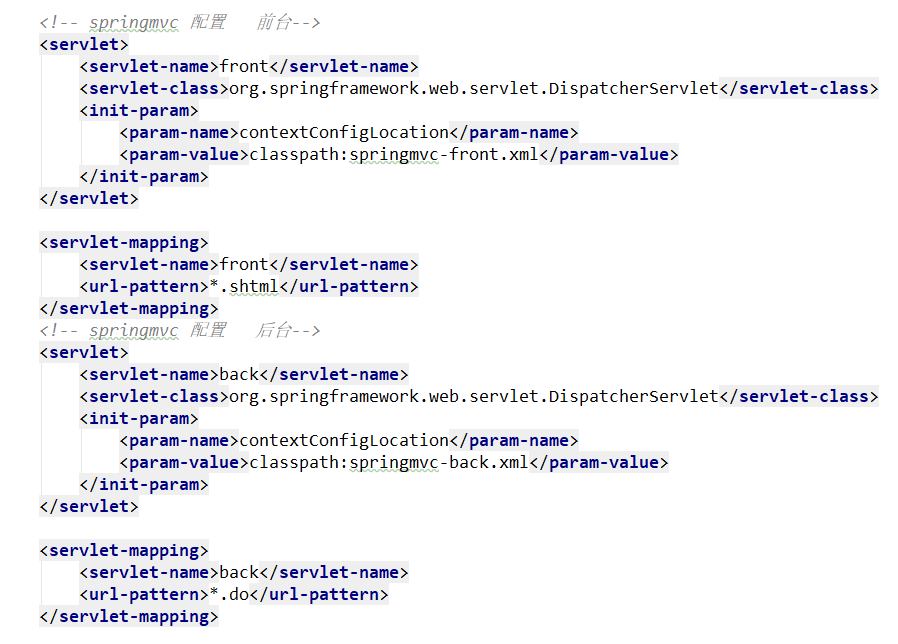 <!-- springmvc 配置   前台-->
<servlet>
    <servlet-name>front</servlet-name>
    <servlet-class>org.springframework.web.servlet.DispatcherServlet</servlet-class>
    <init-param>
        <param-name>contextConfigLocation</param-name>
        <param-value>classpath:springmvc-front.xml</param-value>
    </init-param>
</servlet>

<servlet-mapping>
    <servlet-name>front</servlet-name>
    <url-pattern>*.shtml</url-pattern>
</servlet-mapping>
<!-- springmvc 配置   后台-->
<servlet>
    <servlet-name>back</servlet-name>
    <servlet-class>org.springframework.web.servlet.DispatcherServlet</servlet-class>
    <init-param>
        <param-name>contextConfigLocation</param-name>
        <param-value>classpath:springmvc-back.xml</param-value>
    </init-param>
</servlet>

<servlet-mapping>
    <servlet-name>back</servlet-name>
    <url-pattern>*.do</url-pattern>
</servlet-mapping>